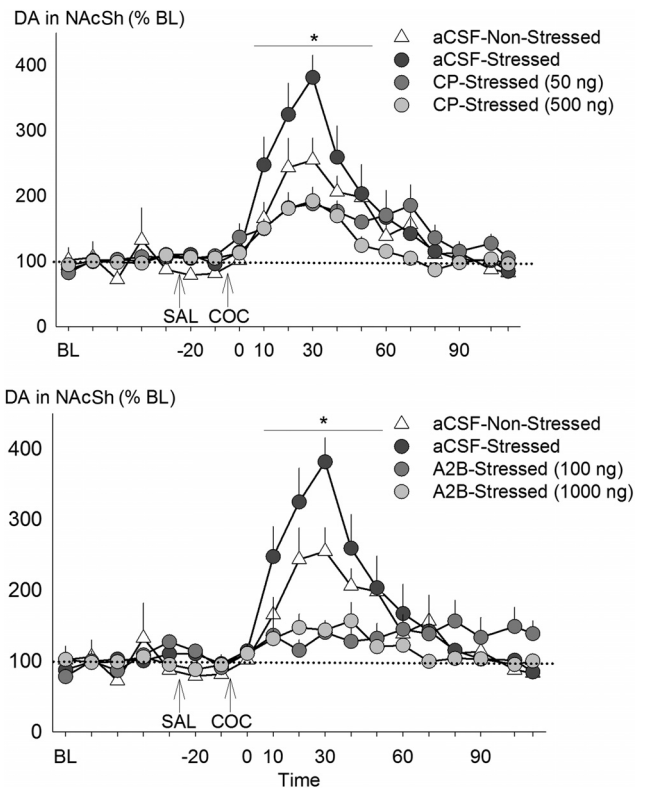 DA in NAcSh (% BL)
*
aCSF-Non-Stressed
aCSF-Stressed
CP-Stressed (50 ng)
CP-Stressed (500 ng)
400
300
200
100
0
SAL COC
BL -20 0 10 30 60 90
DA in NAcSh (% BL)
*
aCSF-Non-Stressed
aCSF-Stressed
A2B-Stressed (100 ng)
A2B-Stressed (1000 ng)
400
300
200
100
0
SAL COC
BL -20 0 10 30 60 90
Time